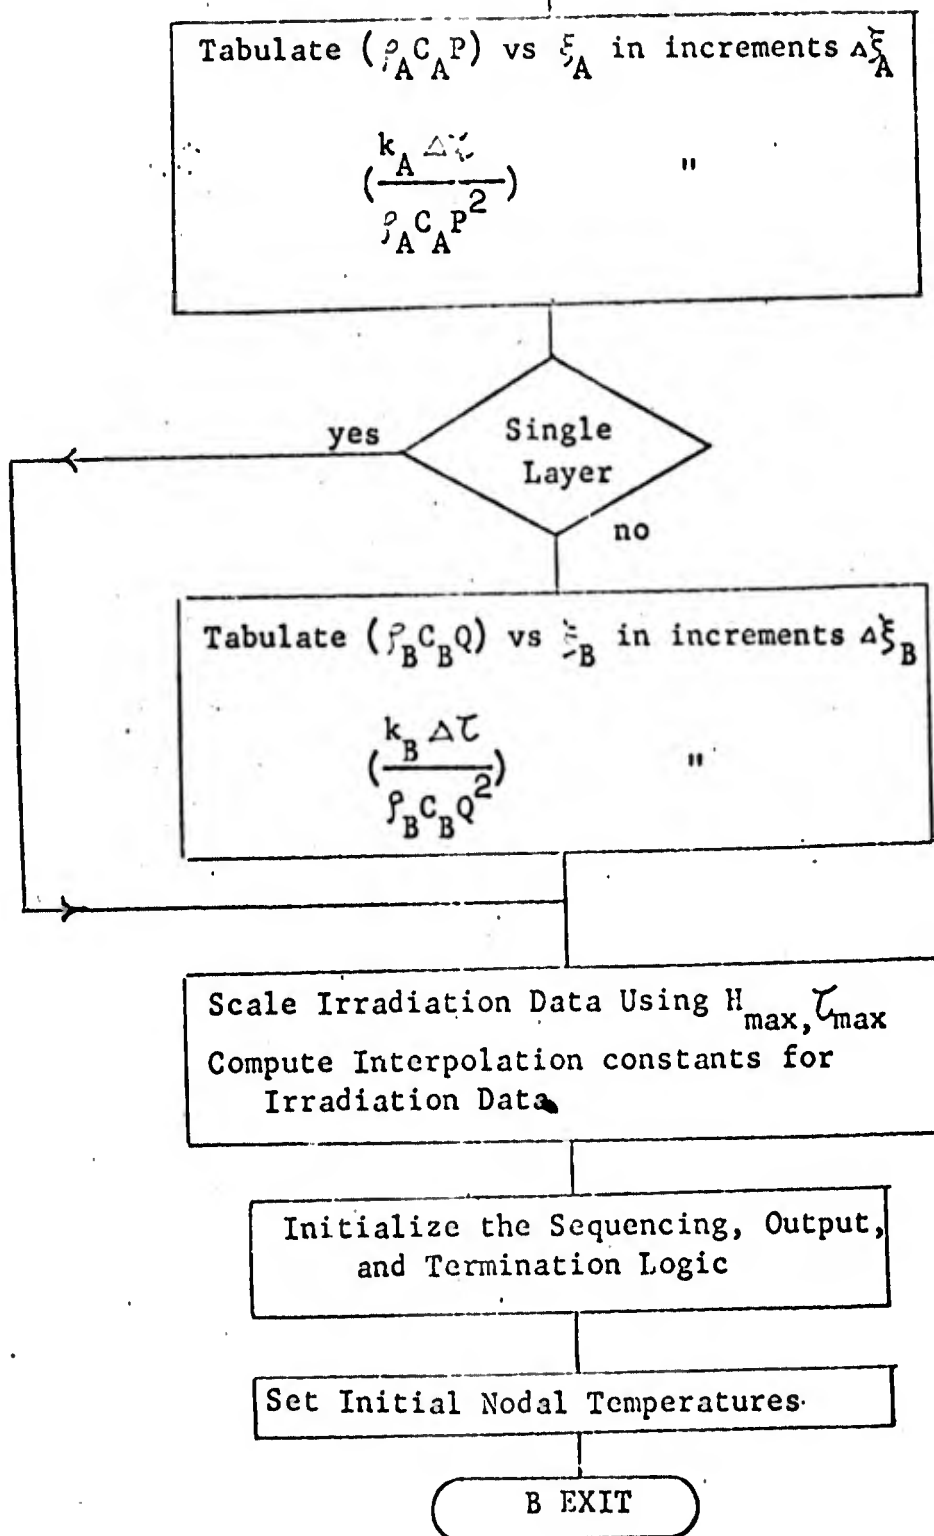 Tabulate (ρ_A C_A P) vs ξ_A in increments Δξ_A
(k_A Δτ / ρ_A C_A P^2) "
Single
Layer
yes
no
Tabulate (ρ_B C_B Q) vs ξ_B in increments Δξ_B
(k_B Δτ / ρ_B C_B Q^2) "
Scale Irradiation Data Using H_max, τ_max
Compute Interpolation constants for
Irradiation Data
Initialize the Sequencing, Output,
and Termination Logic
Set Initial Nodal Temperatures
B EXIT